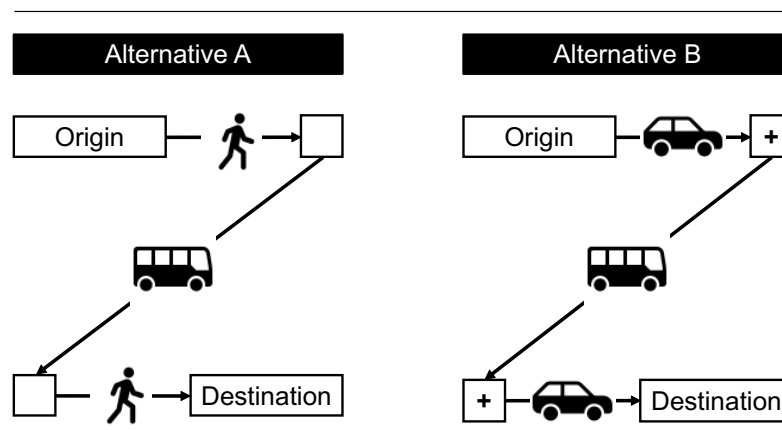 Alternative A
Alternative B
Origin
Origin
+
+
Destination
Destination